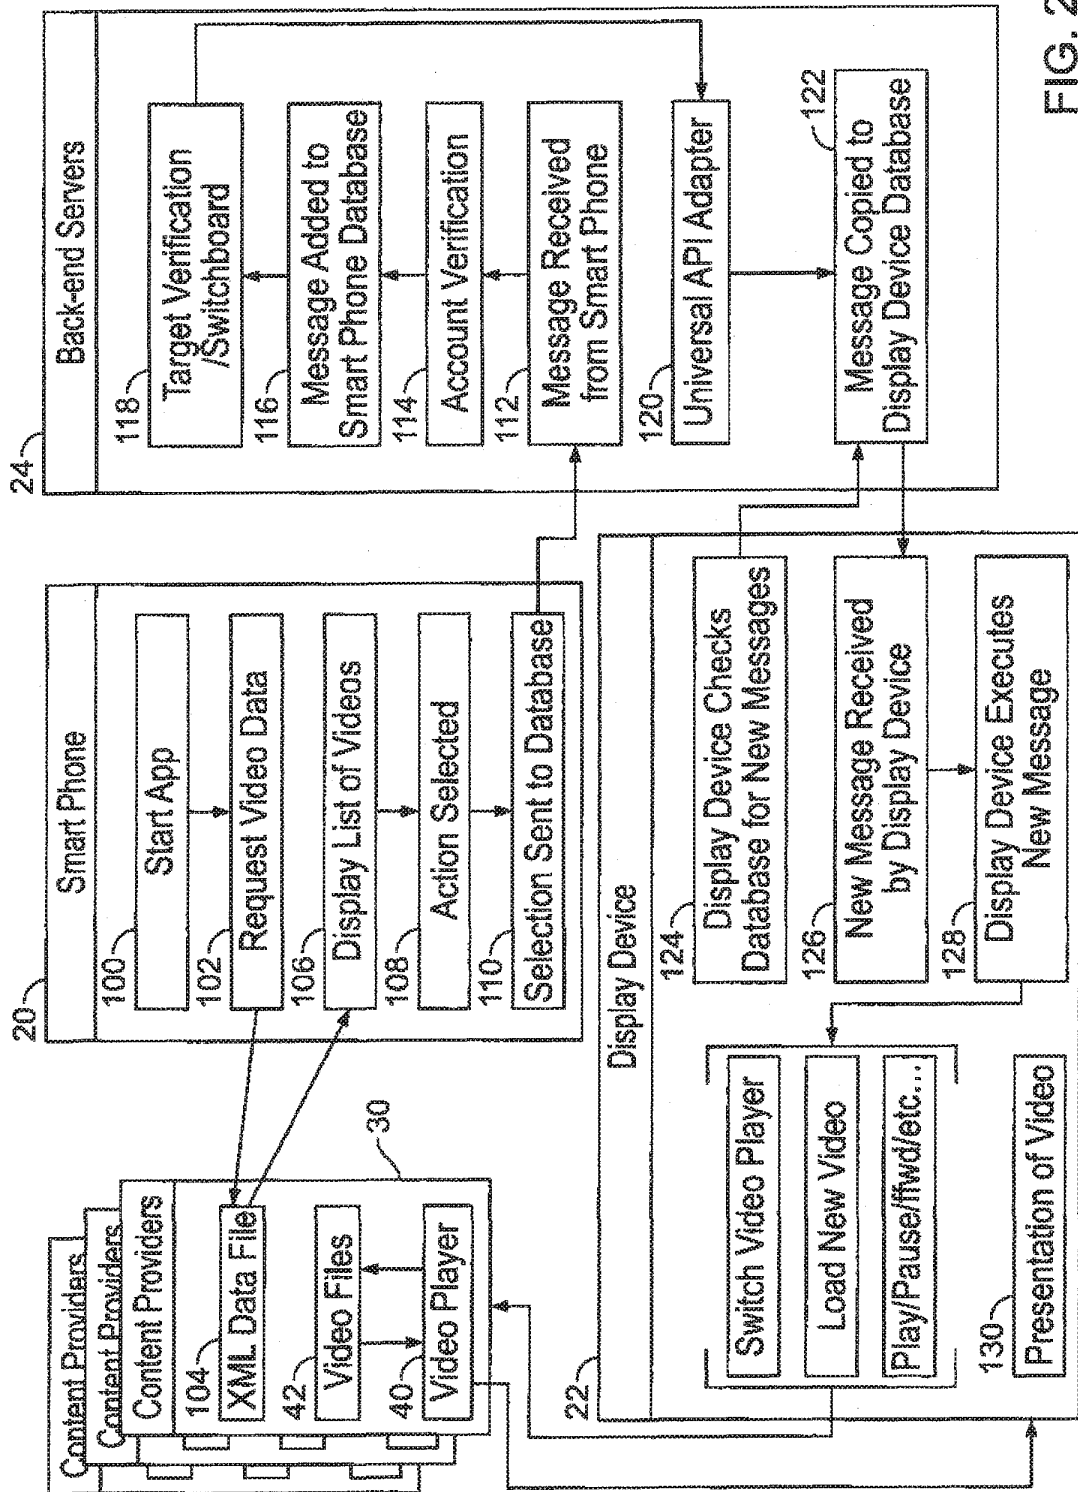 Content Providers
Content Providers
Content Providers
104
XML Data File
42
Video Files
40
Video Player
30
20
Smart Phone
100
Start App
102
Request Video Data
106
Display List of Videos
108
Action Selected
110
Selection Sent to Database
24
Back-end Servers
118
Target Verification
/Switchboard
116
Message Added to
Smart Phone Database
114
Account Verification
112
Message Received
from Smart Phone
120
Universal API Adapter
122
Message Copied to
Display Device Database
22
Display Device
124
Display Device Checks
Database for New Messages
126
New Message Received
by Display Device
128
Display Device Executes
New Message
Switch Video Player
Load New Video
Play/Pause/ffwd/etc...
130
Presentation of Video
FIG. 2